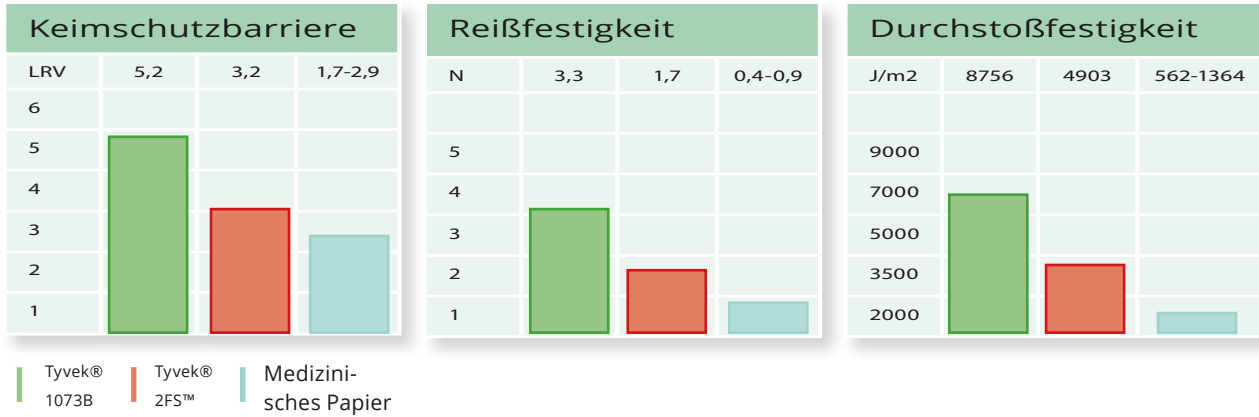 Keimschutzbarriere
LRV 5,2 3,2 1,7-2,9
6
5
4
3
2
1
Reißfestigkeit
N 3,3 1,7 0,4-0,9
5
4
3
2
1
Durchstoßfestigkeit
J/m2 8756 4903 562-1364
9000
7000
5000
3500
2000
Tyvek®
1073B
Tyvek®
2FS™
Medizini-
sches Papier